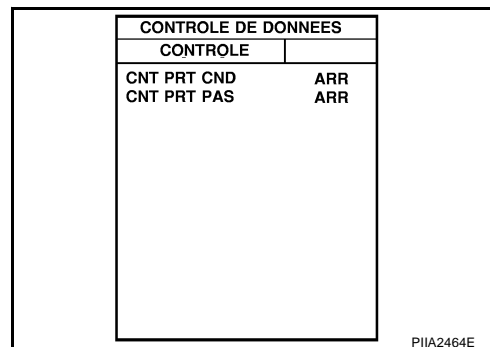 CONTROLE DE DONNEES
CONTROLE
CNT PRT CND ARR
CNT PRT PAS ARR
PIIA2464E